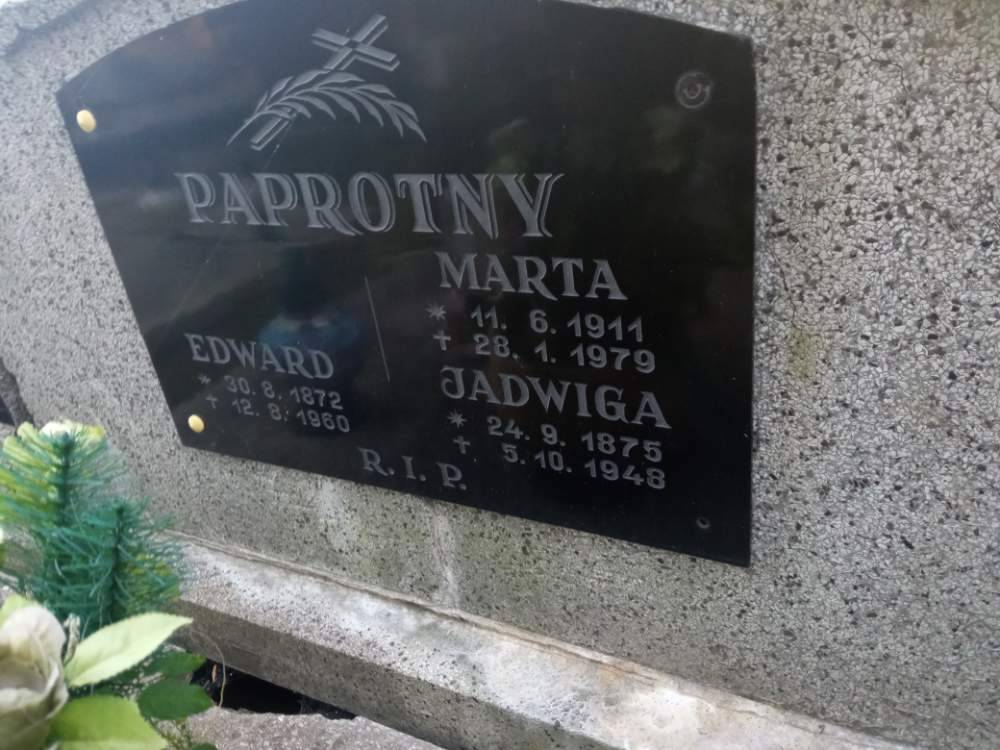 PAPROTNY
EDWARD
* 30. 8. 1872
† 12. 8. 1960
MARTA
* 11. 6. 1911
† 28. 1. 1979
JADWIGA
* 24. 9. 1875
† 5. 10. 1948
R. I. P.